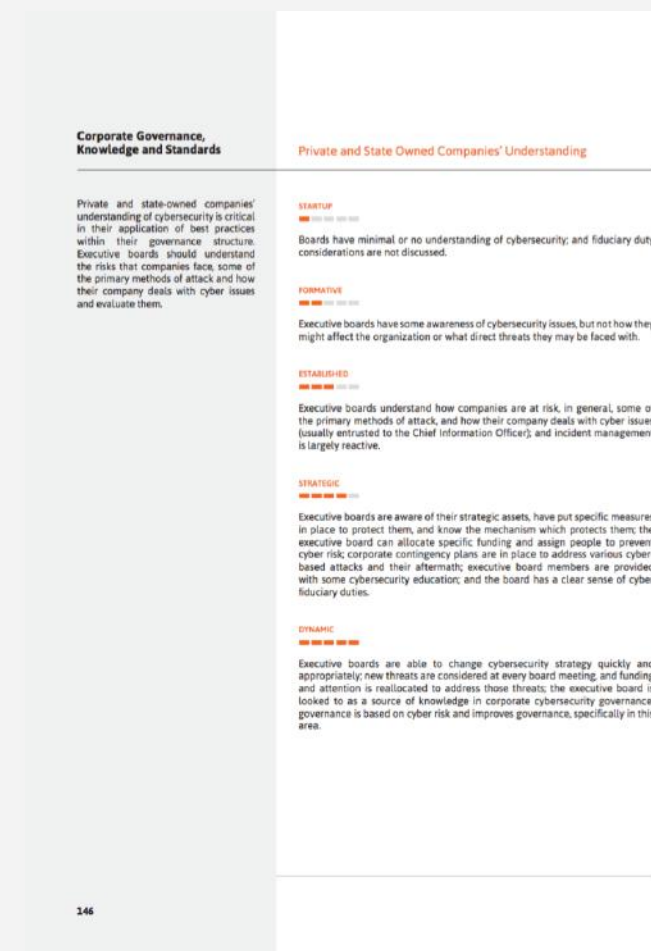 Corporate Governance,
Knowledge and Standards
Private and State Owned Companies' Understanding
Private and state-owned companies'
understanding of cybersecurity is critical
in their application of best practices
within their governance structure.
Executive boards should understand
the risks that companies face, some of
the primary methods of attack and how
their company deals with cyber issues
and evaluate them.
STARTUP
Boards have minimal or no understanding of cybersecurity; and fiduciary duty
considerations are not discussed.
FORMATIVE
Executive boards have some awareness of cybersecurity issues, but not how they
might affect the organization or what direct threats they may be faced with.
ESTABLISHED
Executive boards understand how companies are at risk, in general, some o
the primary methods of attack, and how their company deals with cyber issues
(usually entrusted to the Chief Information Officer); and incident management
is largely reactive.
STRATEGIC
Executive boards are aware of their strategic assets, have put specific measures
in place to protect them, and know the mechanism which protects them; the
executive board can allocate specific funding and assign people to preven
cyber risk; corporate contingency plans are in place to address various cyber
based attacks and their aftermath; executive board members are provided
with some cybersecurity education; and the board has a clear sense of cyber
fiduciary duties.
DYNAMIC
Executive boards are able to change cybersecurity strategy quickly and
appropriately; new threats are considered at every board meeting, and funding
and attention is reallocated to address those threats; the executive board is
looked to as a source of knowledge in corporate cybersecurity governance
governance is based on cyber risk and improves governance, specifically in this
area.
146